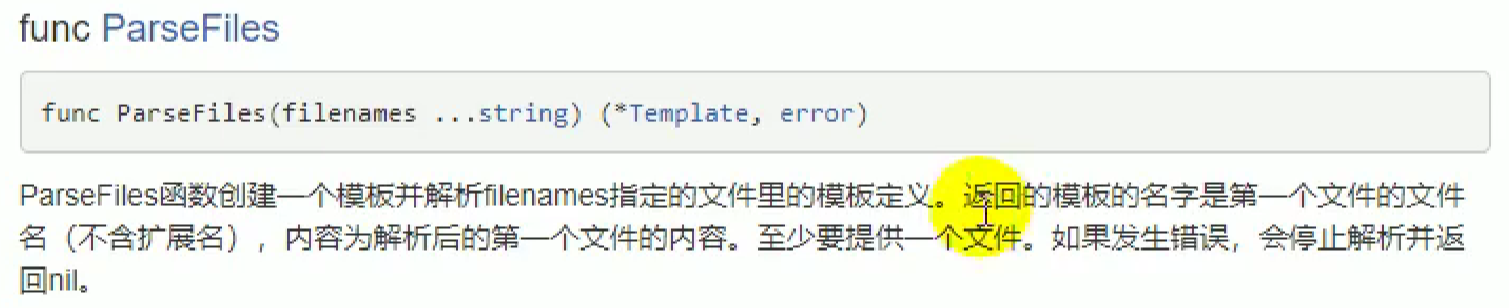 func ParseFiles
func ParseFiles(filenames ...string) (*Template, error)
ParseFiles函数创建一个模板并解析filenames指定的文件里的模板定义。返回的模板的名字是第一个文件的文件
名（不含扩展名），内容为解析后的第一个文件的内容。至少要提供一个文件。如果发生错误，会停止解析并返
回nil。